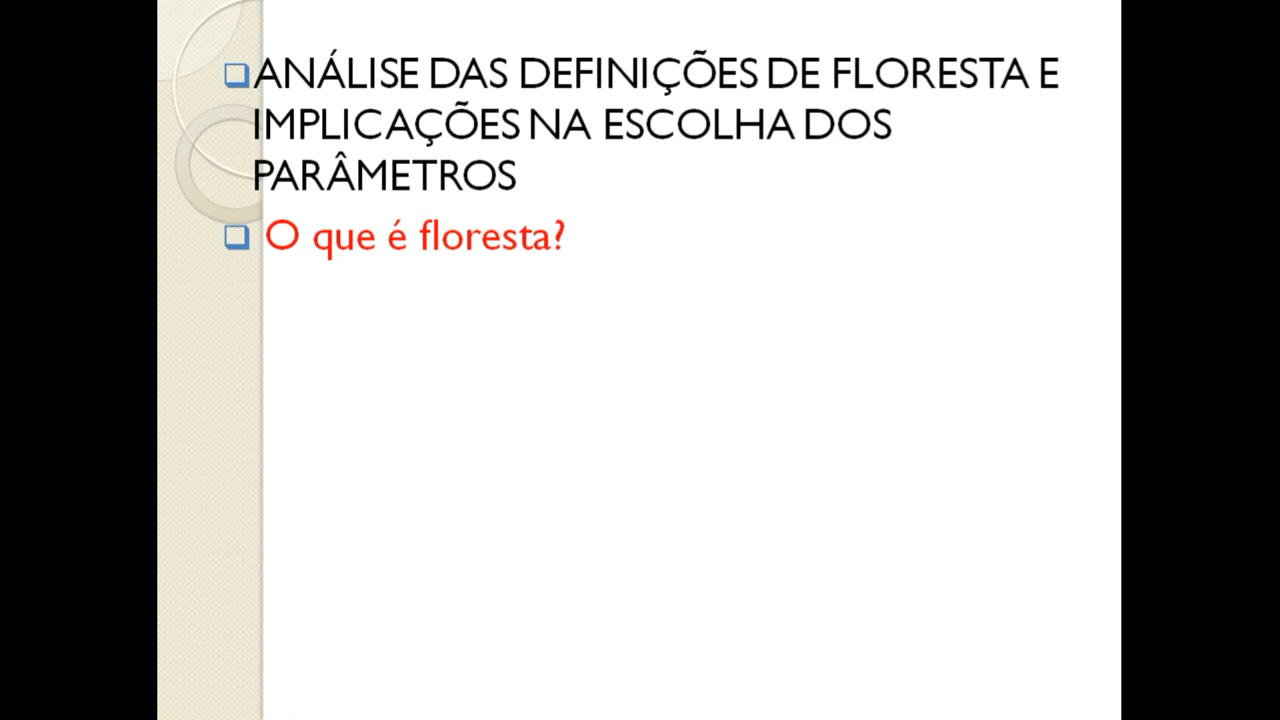 ANÁLISE DAS DEFINIÇÕES DE FLORESTA E
IMPLICAÇÕES NA ESCOLHA DOS
PARÂMETROS
O que é floresta?